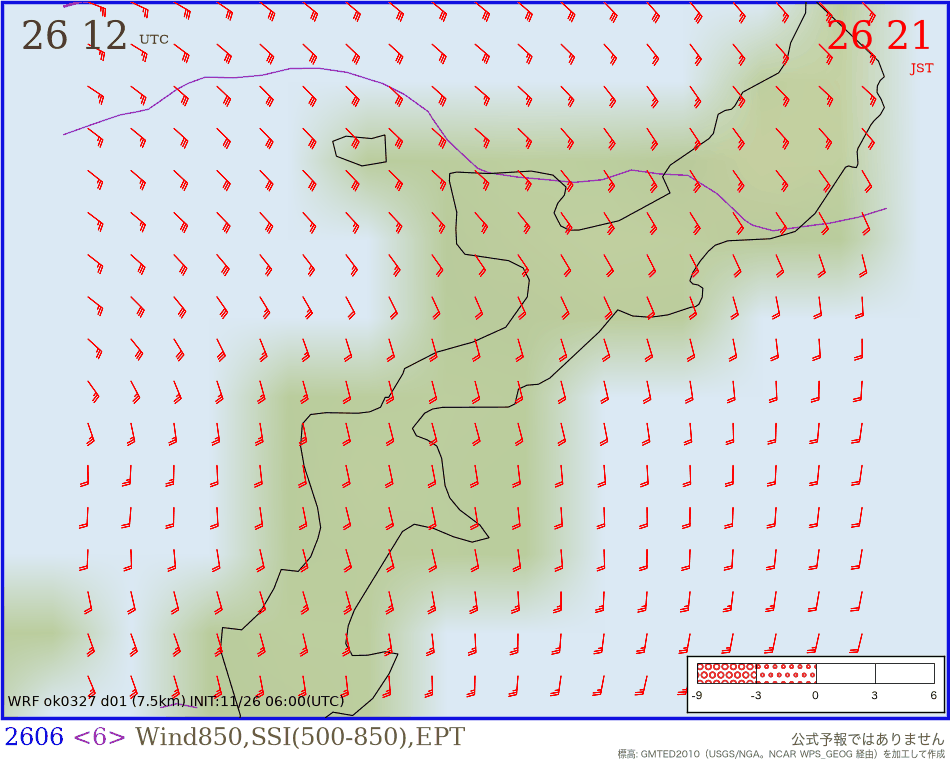 26 12 UTC
26 21
JST
WRF ok0327 d01 (7.5km) INIT:11/26 06:00(UTC)
-9 -3 0 3 6
2606 <6> Wind850,SSI(500-850),EPT
公式予報ではありません
標高: GMTED2010（USGS/NGA。NCAR WPS_GEOG 経由）を加工して作成